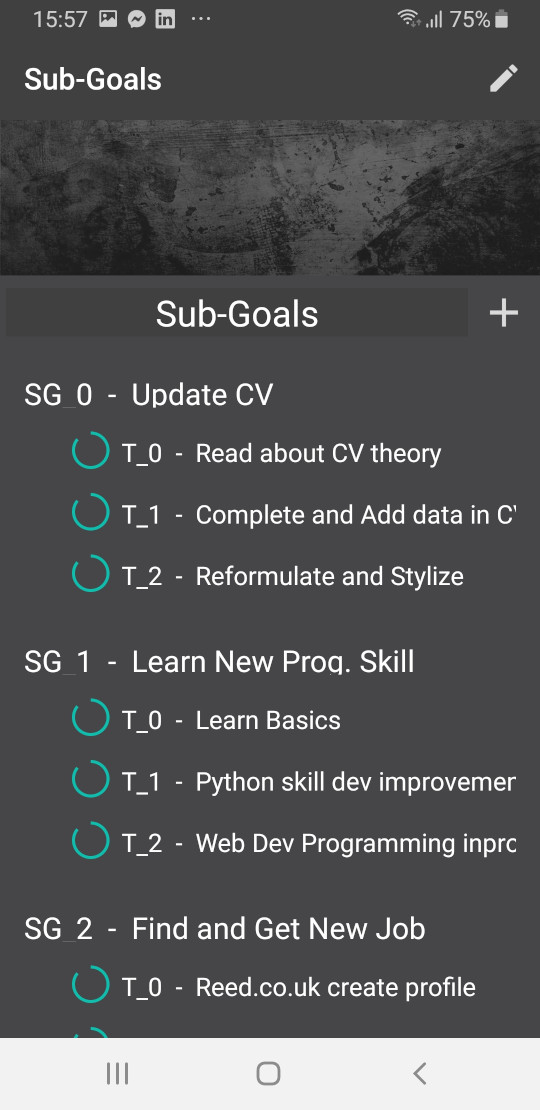 15:57 ... 75%
Sub-Goals
Sub-Goals
SG_0 - Update CV
T_0 - Read about CV theory
T_1 - Complete and Add data in C
T_2 - Reformulate and Stylize
SG_1 - Learn New Prog. Skill
T_0 - Learn Basics
T_1 - Python skill dev improvemen
T_2 - Web Dev Programming inpro
SG_2 - Find and Get New Job
T_0 - Reed.co.uk create profile